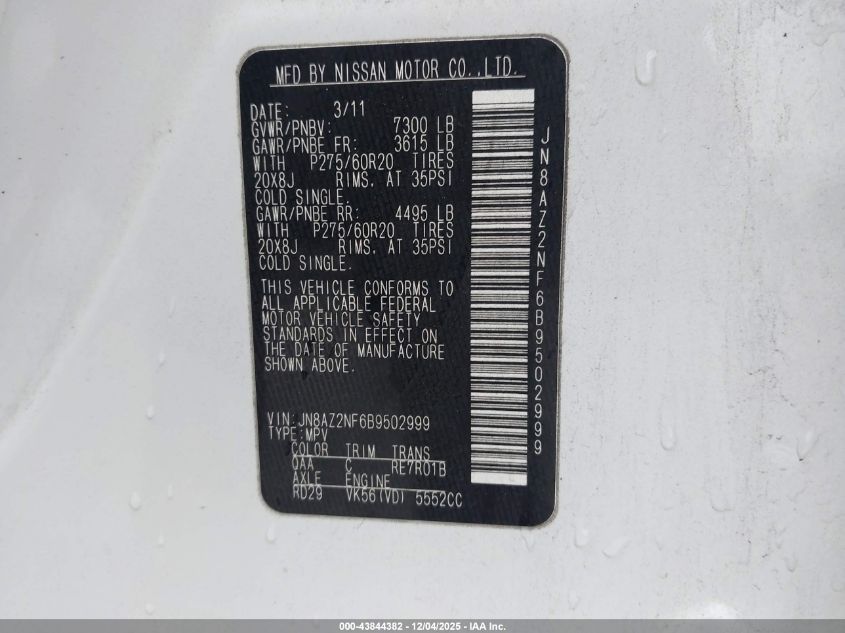 MFD BY NISSAN MOTOR CO.,LTD.
DATE: 3/11
GVWR/PNBV: 7300 LB
GAWR/PNBE FR: 3615 LB
WITH P275/60R20 TIRES
20X8J RIMS. AT 35PSI
COLD SINGLE.
GAWR/PNBE RR: 4495 LB
WITH P275/60R20 TIRES
20X8J RIMS. AT 35PSI
COLD SINGLE.
THIS VEHICLE CONFORMS TO
ALL APPLICABLE FEDERAL
MOTOR VEHICLE SAFETY
STANDARDS IN EFFECT ON
THE DATE OF MANUFACTURE
SHOWN ABOVE.
VIN:JN8AZ2NF6B9502999
TYPE:MPV
COLOR TRIM TRANS
QAA C RE7R01B
AXLE ENGINE
RD29 VK56(VD) 5552CC
JN8AZ2NF6B9502999
000-43844382 - 12/04/2025 - IAA Inc.